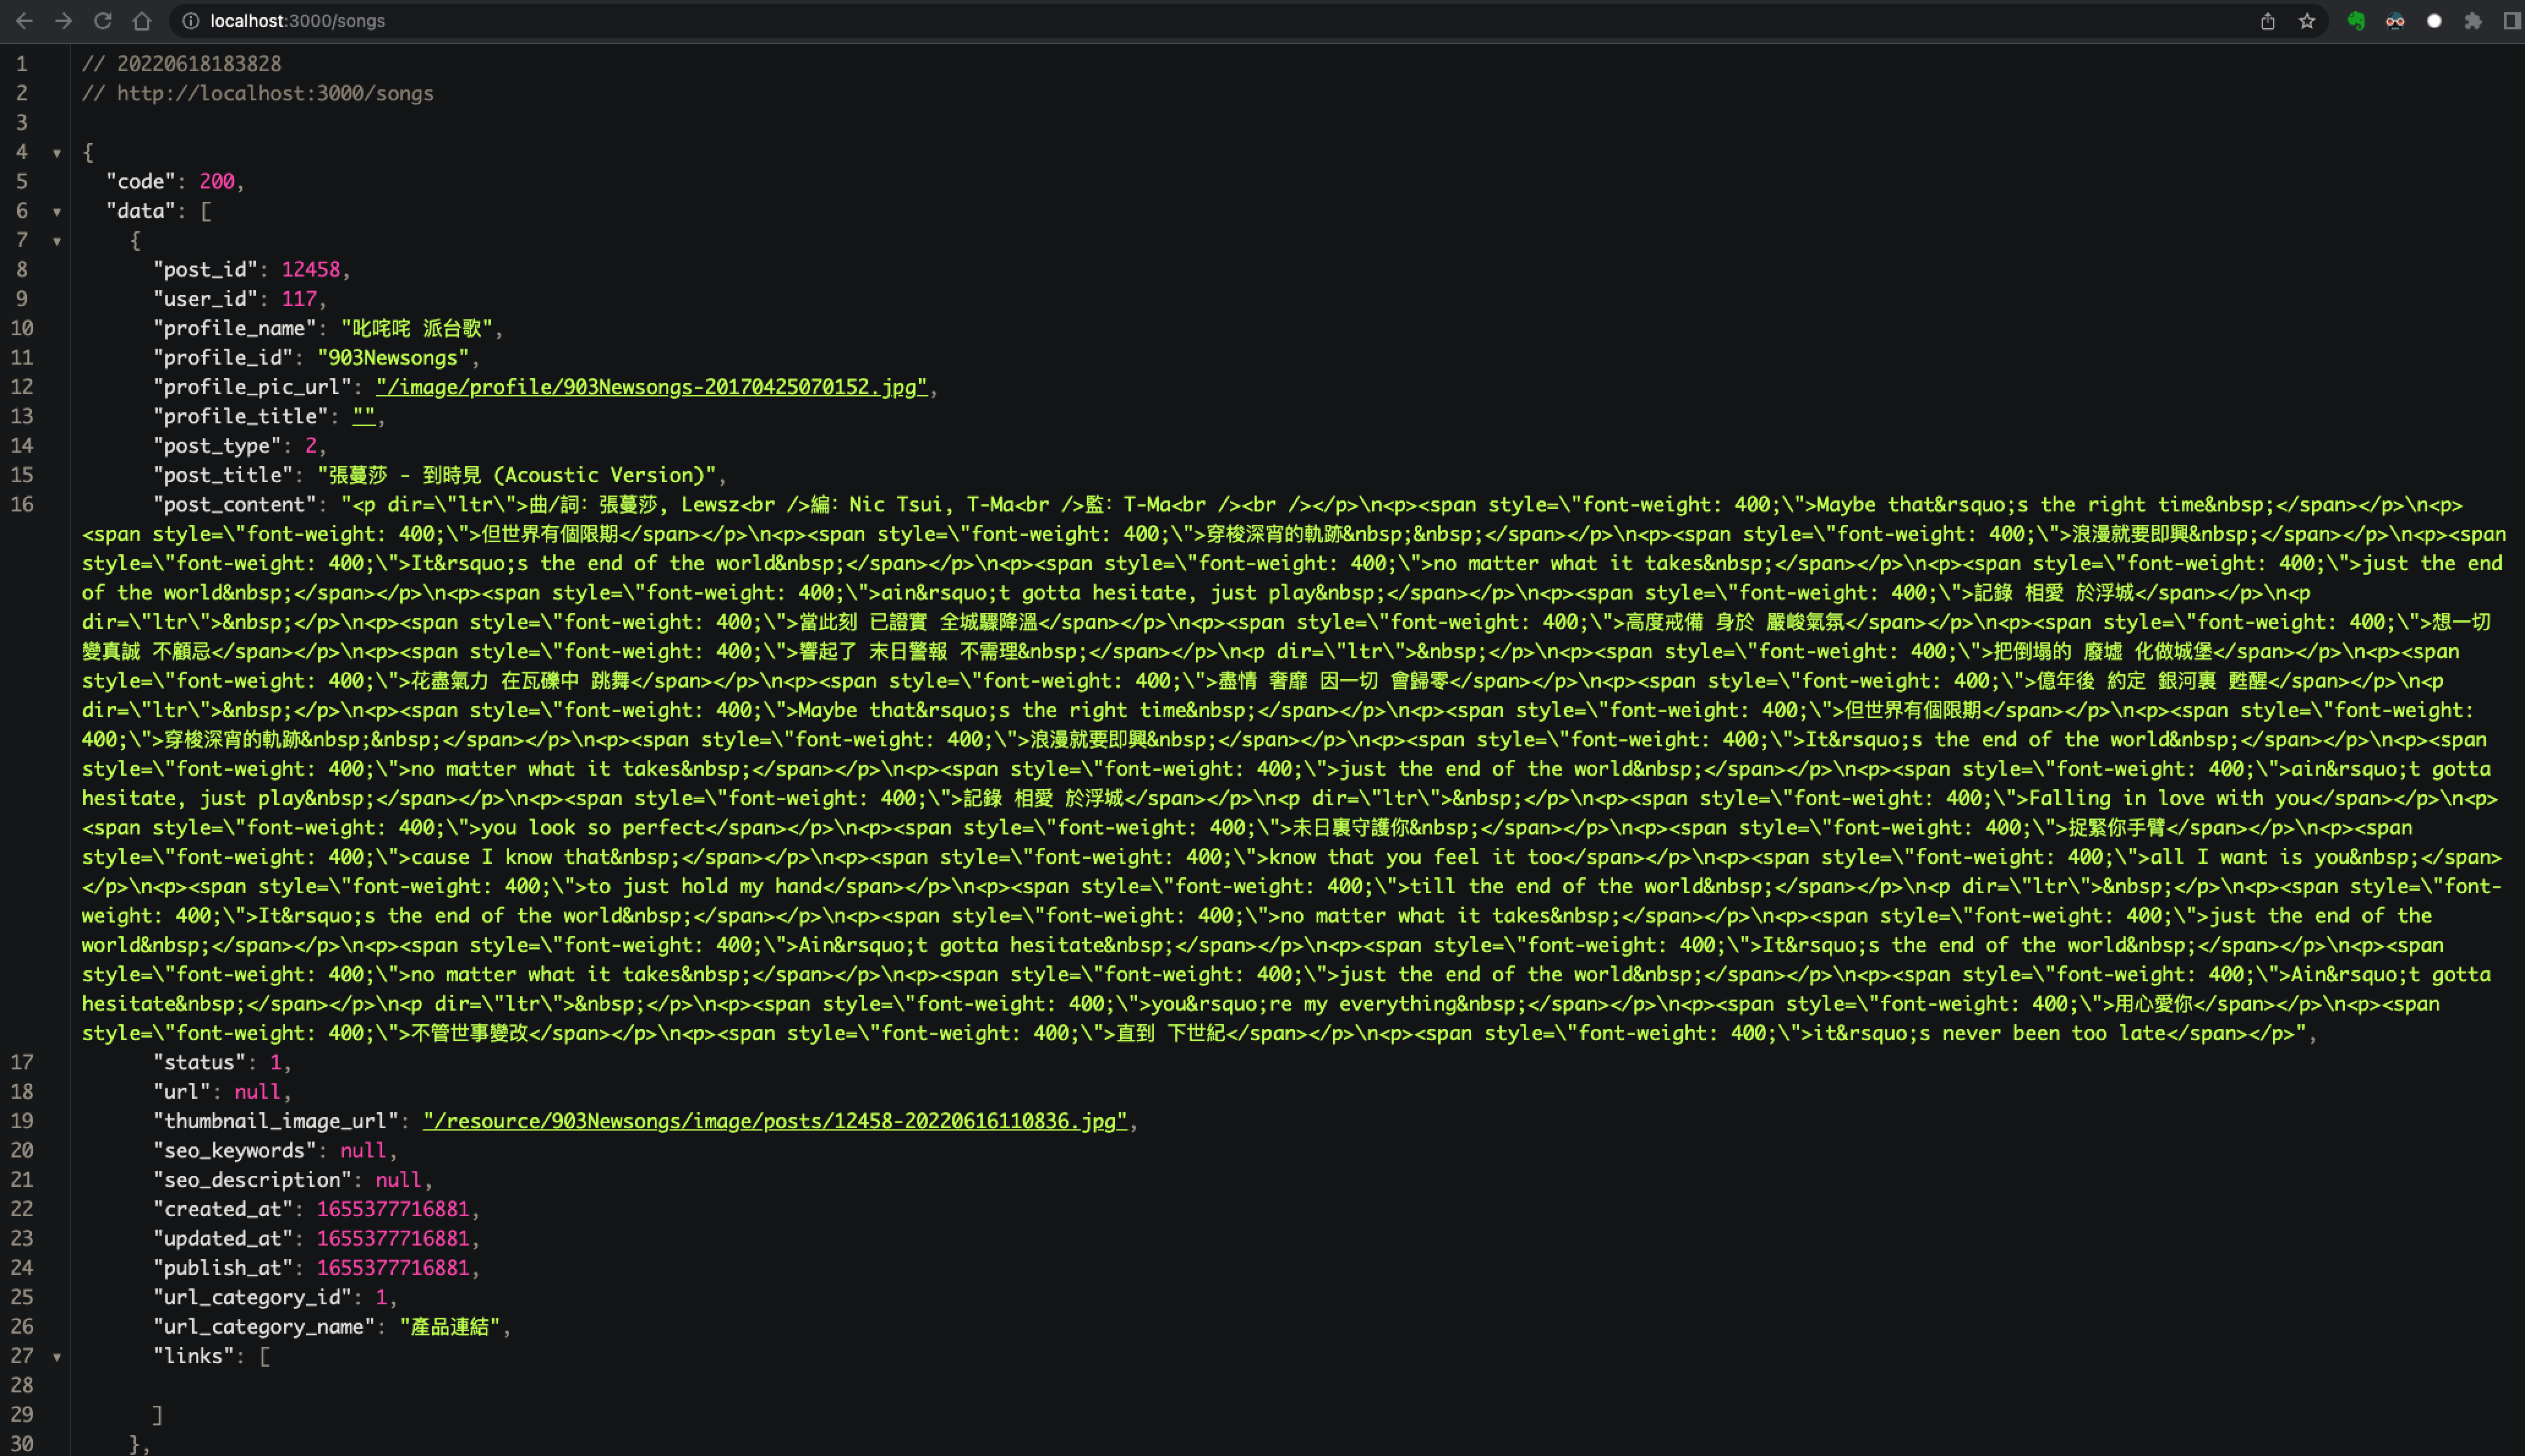 localhost:3000/songs
1 // 20220618183828
2 // http://localhost:3000/songs
3
4 {
5 "code": 200,
6 "data": [
7 {
8 "post_id": 12458,
9 "user_id": 117,
10 "profile_name": "叱咤咤 派台歌",
11 "profile_id": "903Newsongs",
12 "profile_pic_url": "/image/profile/903Newsongs-20170425070152.jpg",
13 "profile_title": "",
14 "post_type": 2,
15 "post_title": "張蔓莎 - 到時見 (Acoustic Version)",
16 "post_content": "<p dir=\"ltr\">曲/詞：張蔓莎, Lewsz<br />編：Nic Tsui, T-Ma<br />監：T-Ma<br /><br /></p>\n<p><span style=\"font-weight: 400;\">Maybe that&rsquo;s the right time&nbsp;</span></p>\n<p>
<span style=\"font-weight: 400;\">但世界有個限期</span></p>\n<p><span style=\"font-weight: 400;\">穿梭深宵的軌跡&nbsp;&nbsp;</span></p>\n<p><span style=\"font-weight: 400;\">浪漫就要即興&nbsp;</span></p>\n<p><span
style=\"font-weight: 400;\">It&rsquo;s the end of the world&nbsp;</span></p>\n<p><span style=\"font-weight: 400;\">no matter what it takes&nbsp;</span></p>\n<p><span style=\"font-weight: 400;\">just the end
of the world&nbsp;</span></p>\n<p><span style=\"font-weight: 400;\">ain&rsquo;t gotta hesitate, just play&nbsp;</span></p>\n<p><span style=\"font-weight: 400;\">記錄 相愛 於浮城</span></p>\n<p
dir=\"ltr\">&nbsp;</p>\n<p><span style=\"font-weight: 400;\">當此刻 已證實 全城驟降溫</span></p>\n<p><span style=\"font-weight: 400;\">高度戒備 身於 嚴峻氣氛</span></p>\n<p><span style=\"font-weight: 400;\">想一切
變真誠 不顧忌</span></p>\n<p><span style=\"font-weight: 400;\">響起了 末日警報 不需理&nbsp;</span></p>\n<p dir=\"ltr\">&nbsp;</p>\n<p><span style=\"font-weight: 400;\">把倒塌的 廢墟 化做城堡</span></p>\n<p><span
style=\"font-weight: 400;\">花盡氣力 在瓦礫中 跳舞</span></p>\n<p><span style=\"font-weight: 400;\">盡情 奢靡 因一切 會歸零</span></p>\n<p><span style=\"font-weight: 400;\">億年後 約定 銀河裏 甦醒</span></p>\n<p
dir=\"ltr\">&nbsp;</p>\n<p><span style=\"font-weight: 400;\">Maybe that&rsquo;s the right time&nbsp;</span></p>\n<p><span style=\"font-weight: 400;\">但世界有個限期</span></p>\n<p><span style=\"font-weight:
400;\">穿梭深宵的軌跡&nbsp;&nbsp;</span></p>\n<p><span style=\"font-weight: 400;\">浪漫就要即興&nbsp;</span></p>\n<p><span style=\"font-weight: 400;\">It&rsquo;s the end of the world&nbsp;</span></p>\n<p><span
style=\"font-weight: 400;\">no matter what it takes&nbsp;</span></p>\n<p><span style=\"font-weight: 400;\">just the end of the world&nbsp;</span></p>\n<p><span style=\"font-weight: 400;\">ain&rsquo;t gotta
hesitate, just play&nbsp;</span></p>\n<p><span style=\"font-weight: 400;\">記錄 相愛 於浮城</span></p>\n<p dir=\"ltr\">&nbsp;</p>\n<p><span style=\"font-weight: 400;\">Falling in love with you</span></p>\n<p>
<span style=\"font-weight: 400;\">you look so perfect</span></p>\n<p><span style=\"font-weight: 400;\">未日裏守護你&nbsp;</span></p>\n<p><span style=\"font-weight: 400;\">捉緊你手臂</span></p>\n<p><span
style=\"font-weight: 400;\">cause I know that&nbsp;</span></p>\n<p><span style=\"font-weight: 400;\">know that you feel it too</span></p>\n<p><span style=\"font-weight: 400;\">all I want is you&nbsp;</span>
</p>\n<p><span style=\"font-weight: 400;\">to just hold my hand</span></p>\n<p><span style=\"font-weight: 400;\">till the end of the world&nbsp;</span></p>\n<p dir=\"ltr\">&nbsp;</p>\n<p><span style=\"font-
weight: 400;\">It&rsquo;s the end of the world&nbsp;</span></p>\n<p><span style=\"font-weight: 400;\">no matter what it takes&nbsp;</span></p>\n<p><span style=\"font-weight: 400;\">just the end of the
world&nbsp;</span></p>\n<p><span style=\"font-weight: 400;\">Ain&rsquo;t gotta hesitate&nbsp;</span></p>\n<p><span style=\"font-weight: 400;\">It&rsquo;s the end of the world&nbsp;</span></p>\n<p><span
style=\"font-weight: 400;\">no matter what it takes&nbsp;</span></p>\n<p><span style=\"font-weight: 400;\">just the end of the world&nbsp;</span></p>\n<p><span style=\"font-weight: 400;\">Ain&rsquo;t gotta
hesitate&nbsp;</span></p>\n<p dir=\"ltr\">&nbsp;</p>\n<p><span style=\"font-weight: 400;\">you&rsquo;re my everything&nbsp;</span></p>\n<p><span style=\"font-weight: 400;\">用心愛你</span></p>\n<p><span
style=\"font-weight: 400;\">不管世事變改</span></p>\n<p><span style=\"font-weight: 400;\">直到 下世紀</span></p>\n<p><span style=\"font-weight: 400;\">it&rsquo;s never been too late</span></p>",
17 "status": 1,
18 "url": null,
19 "thumbnail_image_url": "/resource/903Newsongs/image/posts/12458-20220616110836.jpg",
20 "seo_keywords": null,
21 "seo_description": null,
22 "created_at": 1655377716881,
23 "updated_at": 1655377716881,
24 "publish_at": 1655377716881,
25 "url_category_id": 1,
26 "url_category_name": "產品連結",
27 "links": [
28
29 ]
30 },